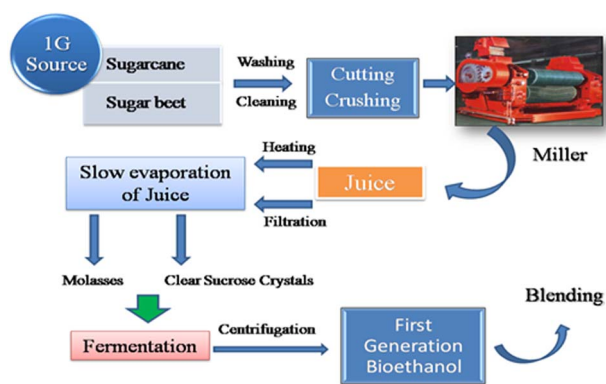 1G
Source
Sugarcane
Sugar beet
Washing
Cleaning
Cutting
Crushing
Miller
Heating
Juice
Filtration
Slow evaporation
of Juice
Molasses
Clear Sucrose Crystals
Fermentation
Centrifugation
First
Generation
Bioethanol
Blending